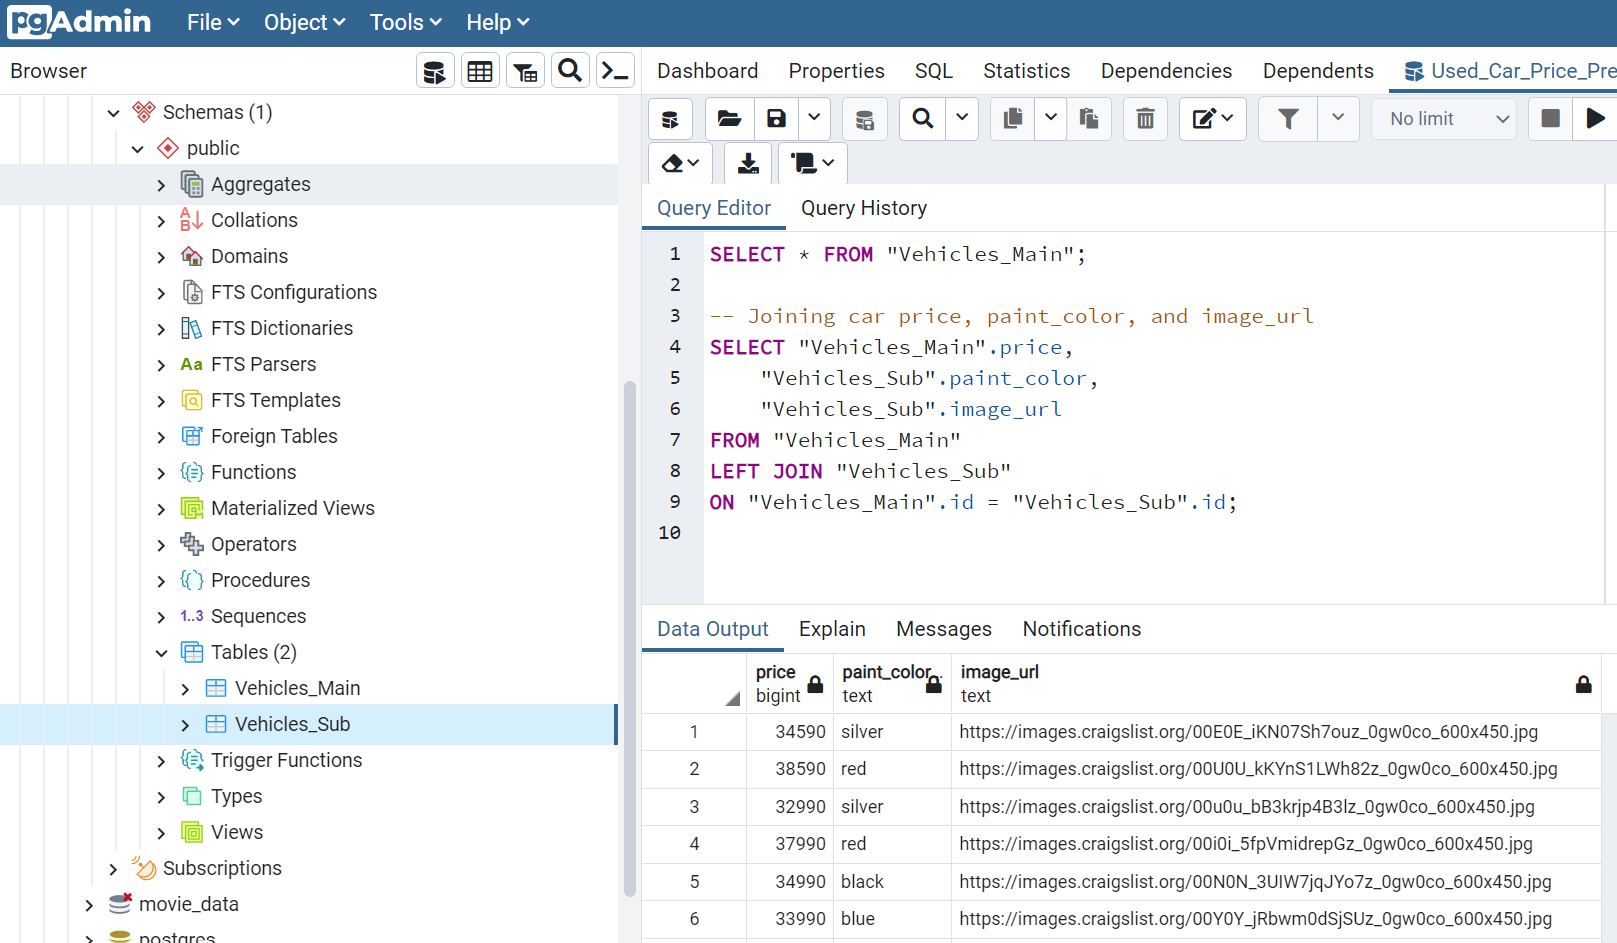 pgAdmin File Object Tools Help
Browser
Dashboard Properties SQL Statistics Dependencies Dependents Used_Car_Price_Pre
Schemas (1)
public
Aggregates
Collations
Domains
FTS Configurations
FTS Dictionaries
Aa FTS Parsers
FTS Templates
Foreign Tables
Functions
Materialized Views
Operators
Procedures
1..3 Sequences
Tables (2)
Vehicles_Main
Vehicles_Sub
Trigger Functions
Types
Views
Subscriptions
movie_data
postgres
No limit
Query Editor Query History
1 SELECT * FROM "Vehicles_Main";
2
3 -- Joining car price, paint_color, and image_url
4 SELECT "Vehicles_Main".price,
5 "Vehicles_Sub".paint_color,
6 "Vehicles_Sub".image_url
7 FROM "Vehicles_Main"
8 LEFT JOIN "Vehicles_Sub"
9 ON "Vehicles_Main".id = "Vehicles_Sub".id;
10
Data Output Explain Messages Notifications
price paint_color image_url
bigint text text
1 34590 silver https://images.craigslist.org/00E0E_iKN07Sh7ouz_0gw0co_600x450.jpg
2 38590 red https://images.craigslist.org/00U0U_kKYnS1LWh82z_0gw0co_600x450.jpg
3 32990 silver https://images.craigslist.org/00u0u_bB3krjp4B3lz_0gw0co_600x450.jpg
4 37990 red https://images.craigslist.org/00i0i_5fpVmidrepGz_0gw0co_600x450.jpg
5 34990 black https://images.craigslist.org/00N0N_3UIW7jqJYo7z_0gw0co_600x450.jpg
6 33990 blue https://images.craigslist.org/00Y0Y_jRbwm0dSjSUz_0gw0co_600x450.jpg